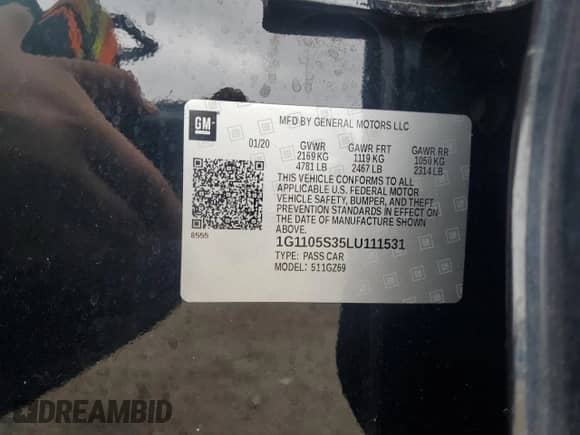 GM
MFD BY GENERAL MOTORS LLC
01/20 GVWR GAWR FRT GAWR RR
2169 KG 1119 KG 1050 KG
4781 LB 2467 LB 2314 LB
THIS VEHICLE CONFORMS TO ALL
APPLICABLE U.S. FEDERAL MOTOR
VEHICLE SAFETY, BUMPER, AND THEFT
PREVENTION STANDARDS IN EFFECT ON
THE DATE OF MANUFACTURE SHOWN
ABOVE.
8555
1G1105S35LU111531
TYPE: PASS CAR
MODEL: 511GZ69
DREAMBID